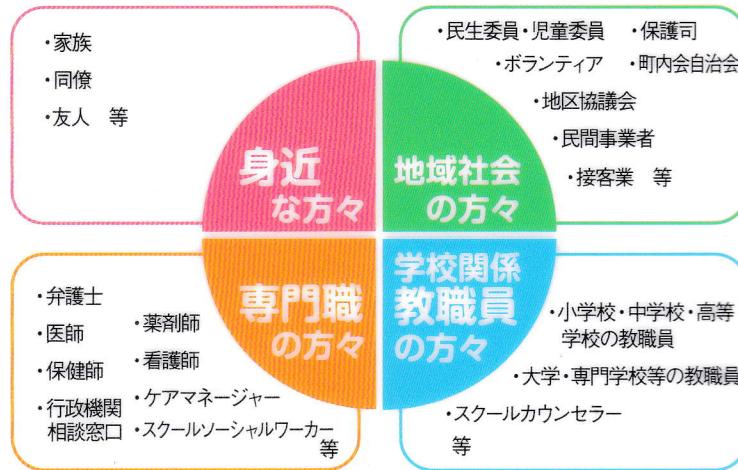 ・家族
・同僚
・友人 等
身近
な方々
・民生委員・児童委員 ・保護司
・ボランティア ・町内会自治会
・地区協議会
・民間事業者
・接客業 等
地域社会
の方々
・弁護士
・医師
・保健師
・行政機関
相談窓口
・薬剤師
・看護師
・ケアマネージャー
・スクールソーシャルワーカー
等
専門職
の方々
学校関係
教職員
の方々
・小学校・中学校・高等
学校の教職員
・大学・専門学校等の教職員
・スクールカウンセラー
等